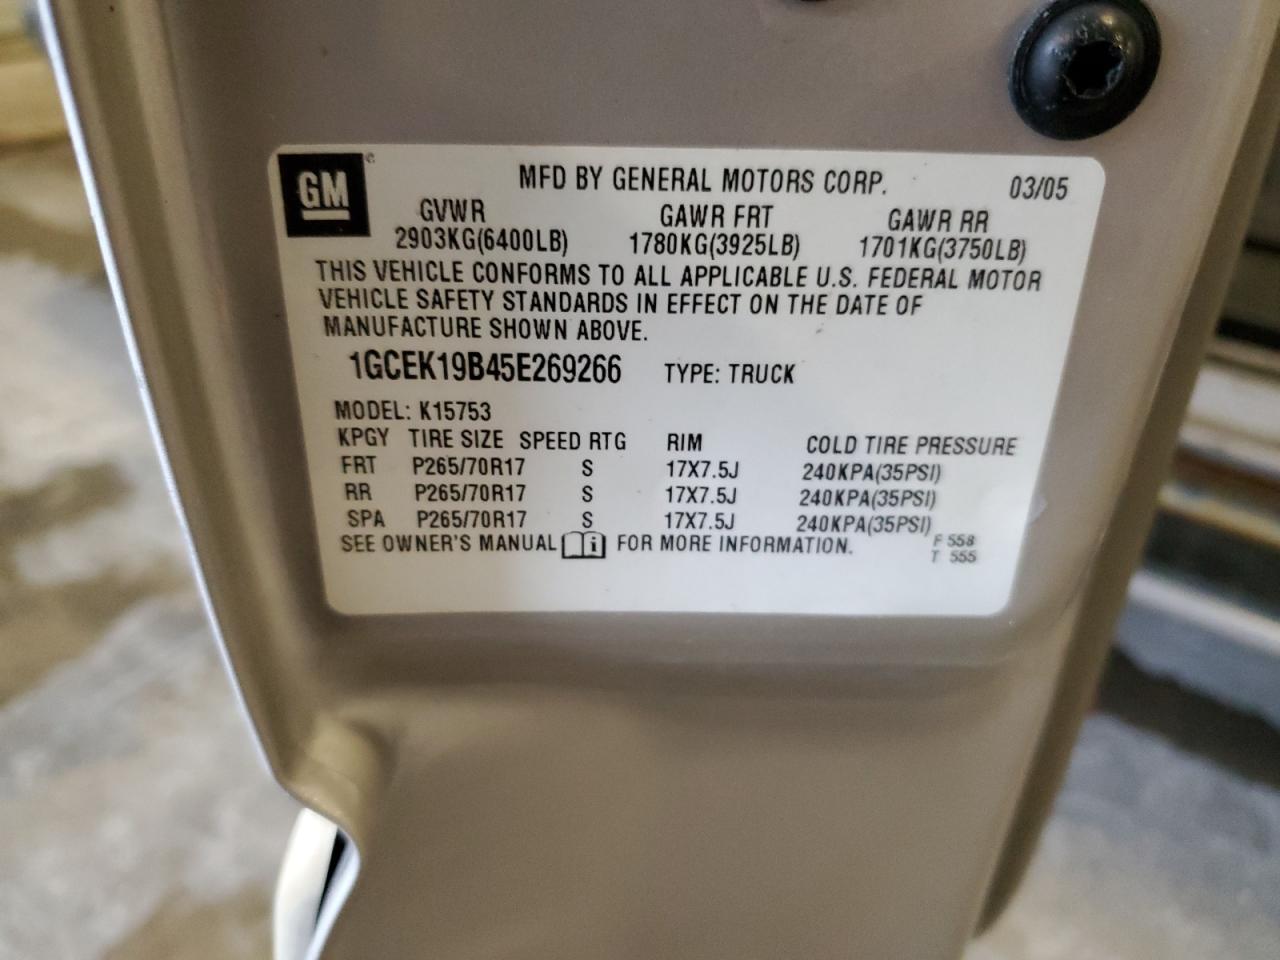 GM
MFD BY GENERAL MOTORS CORP. 03/05
GVWR GAWR FRT GAWR RR
2903KG(6400LB) 1780KG(3925LB) 1701KG(3750LB)
THIS VEHICLE CONFORMS TO ALL APPLICABLE U.S. FEDERAL MOTOR
VEHICLE SAFETY STANDARDS IN EFFECT ON THE DATE OF
MANUFACTURE SHOWN ABOVE.
1GCEK19B45E269266 TYPE: TRUCK
MODEL: K15753
KPGY TIRE SIZE SPEED RTG RIM COLD TIRE PRESSURE
FRT P265/70R17 S 17X7.5J 240KPA(35PSI)
RR P265/70R17 S 17X7.5J 240KPA(35PSI)
SPA P265/70R17 S 17X7.5J 240KPA(35PSI)
SEE OWNER'S MANUAL i FOR MORE INFORMATION.
F 558
T 555